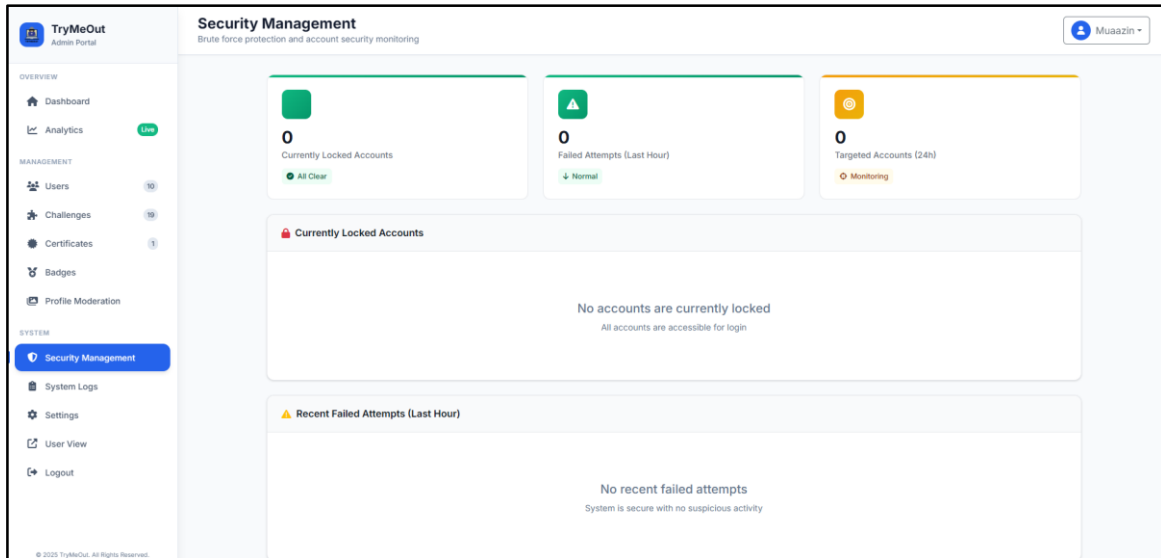 TryMeOut
Admin Portal
OVERVIEW
Dashboard
Analytics Live
MANAGEMENT
Users 10
Challenges 19
Certificates 1
Badges
Profile Moderation
SYSTEM
Security Management
System Logs
Settings
User View
Logout
© 2025 TryMeOut. All Rights Reserved.
Security Management
Brute force protection and account security monitoring
Muaazin
0
Currently Locked Accounts
All Clear
0
Failed Attempts (Last Hour)
Normal
0
Targeted Accounts (24h)
Monitoring
Currently Locked Accounts
No accounts are currently locked
All accounts are accessible for login
Recent Failed Attempts (Last Hour)
No recent failed attempts
System is secure with no suspicious activity